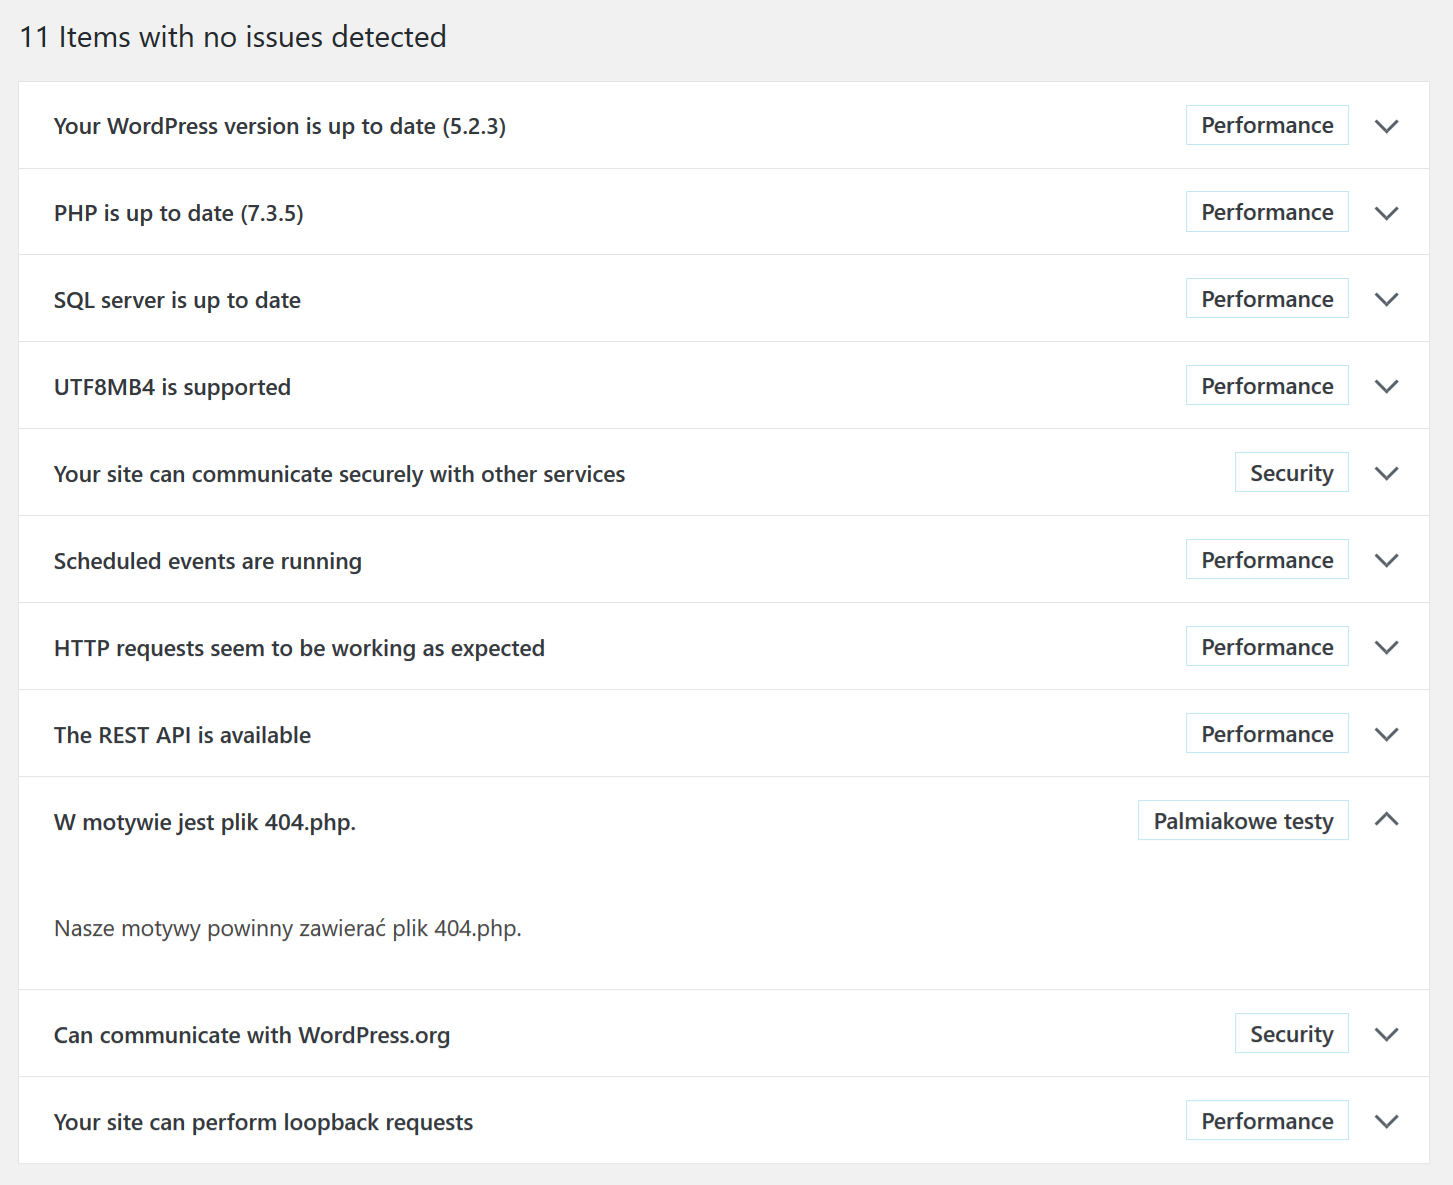 11 Items with no issues detected
Your WordPress version is up to date (5.2.3) Performance
PHP is up to date (7.3.5) Performance
SQL server is up to date Performance
UTF8MB4 is supported Performance
Your site can communicate securely with other services Security
Scheduled events are running Performance
HTTP requests seem to be working as expected Performance
The REST API is available Performance
W motywie jest plik 404.php. Palmiakowe testy
Nasze motywy powinny zawierać plik 404.php.
Can communicate with WordPress.org Security
Your site can perform loopback requests Performance